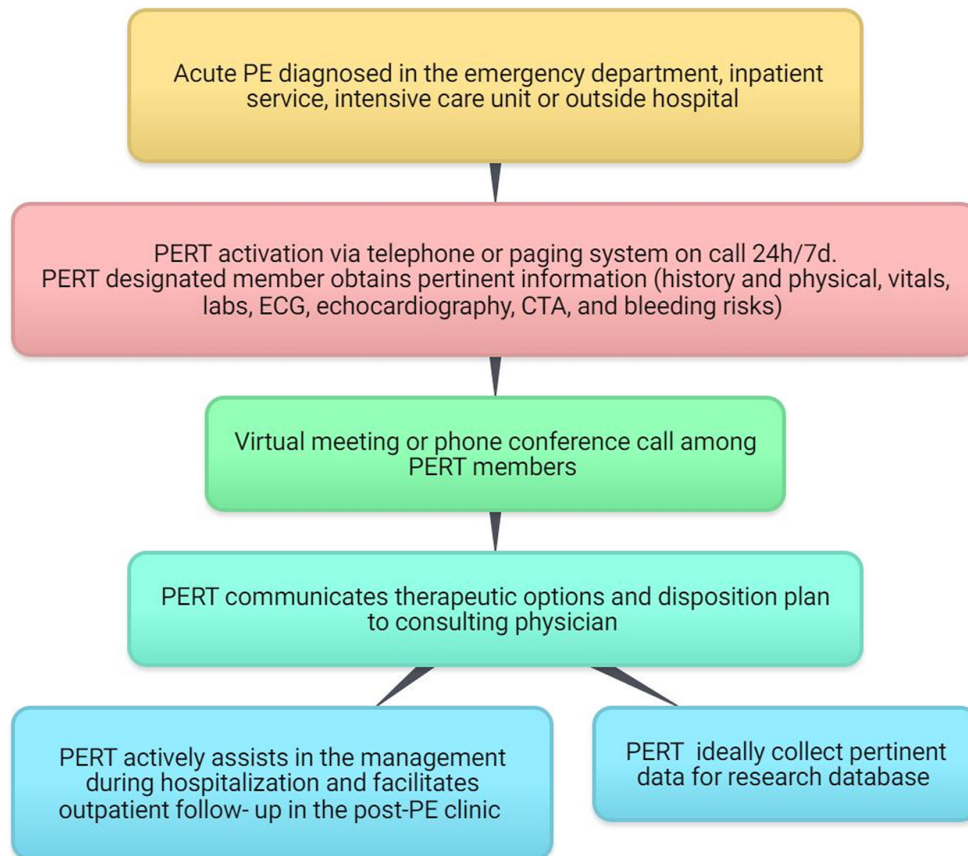 Acute PE diagnosed in the emergency department, inpatient
service, intensive care unit or outside hospital
PERT activation via telephone or paging system on call 24h/7d.
PERT designated member obtains pertinent information (history and physical, vitals,
labs, ECG, echocardiography, CTA, and bleeding risks)
Virtual meeting or phone conference call among
PERT members
PERT communicates therapeutic options and disposition plan
to consulting physician
PERT actively assists in the management
during hospitalization and facilitates
outpatient follow- up in the post-PE clinic
PERT  ideally collect pertinent
data for research database